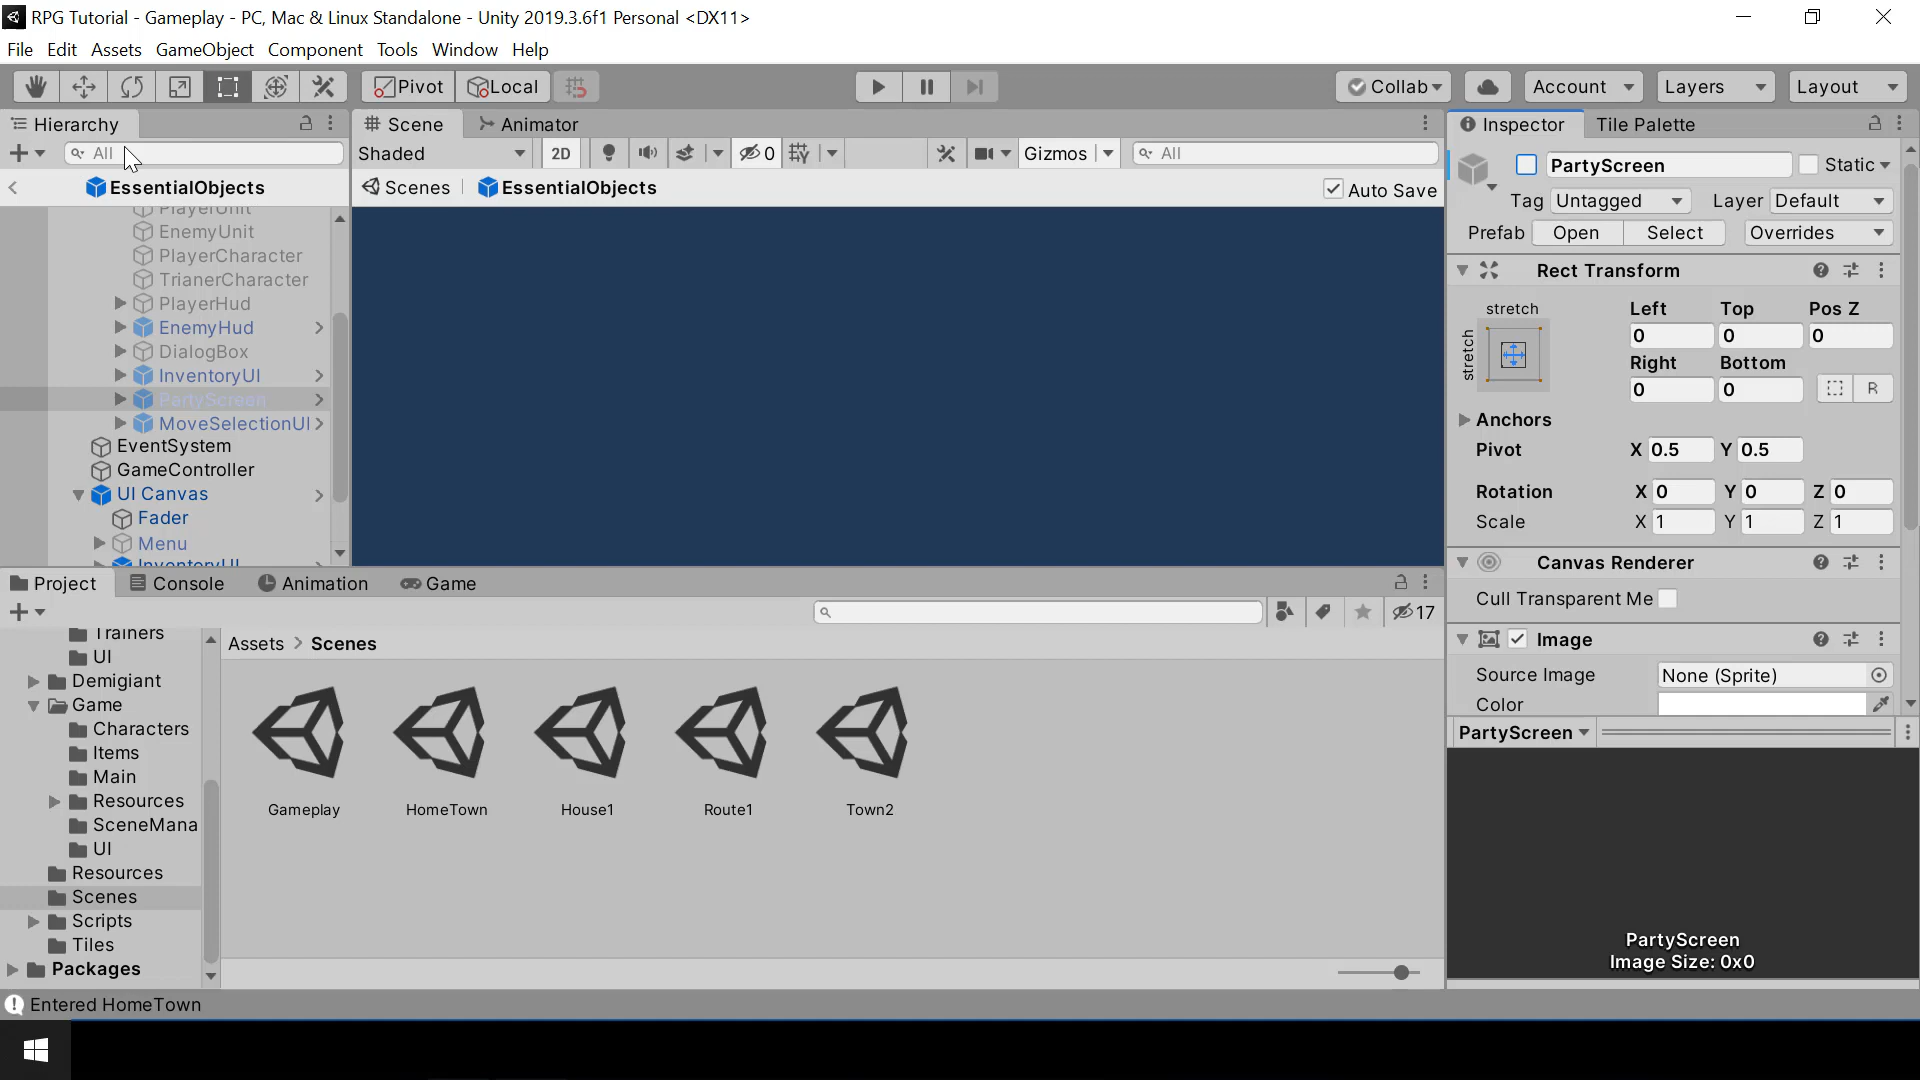 RPG Tutorial - Gameplay - PC, Mac & Linux Standalone - Unity 2019.3.6f1 Personal <DX11>
File Edit Assets GameObject Component Tools Window Help
Pivot Local Collab Account Layers Layout
Hierarchy Scene Animator Inspector Tile Palette
All Shaded 2D 0 Gizmos All PartyScreen Static
EssentialObjects Scenes EssentialObjects Auto Save
Tag Untagged Layer Default
Prefab Open Select Overrides
PlayerUnit
EnemyUnit
PlayerCharacter
TrianerCharacter
PlayerHud
EnemyHud
DialogBox
InventoryUI
PartyScreen
MoveSelectionUI
EventSystem
GameController
UI Canvas
Fader
Menu
InventoryUI
Rect Transform
stretch Left Top Pos Z
stretch 0 0 0
Right Bottom
0 0 R
Anchors
Pivot X 0.5 Y 0.5
Rotation X 0 Y 0 Z 0
Scale X 1 Y 1 Z 1
Canvas Renderer
Cull Transparent Me
Image
Source Image None (Sprite)
Color
Project Console Animation Game
17
Assets > Scenes
Trainers
UI
Demigiant
Game
Characters
Items
Main
Resources
SceneMana
UI
Resources
Scenes
Scripts
Tiles
Packages
Gameplay HomeTown House1 Route1 Town2
PartyScreen
PartyScreen
Image Size: 0x0
Entered HomeTown